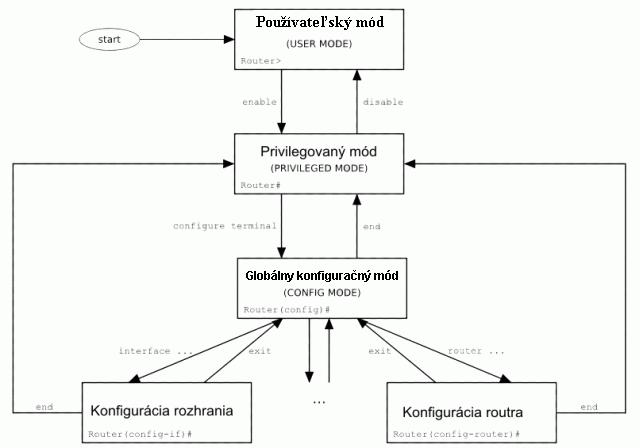 Používateľský mód
start
(USER MODE)
Router>
enable
disable
Privilegovaný mód
(PRIVILEGED MODE)
Router#
configure terminal
end
Globálny konfiguračný mód
(CONFIG MODE)
Router(config)#
interface ...
exit
exit
router ...
...
end
Konfigurácia rozhrania
Router(config-if)#
Konfigurácia routra
Router(config-router)#
end